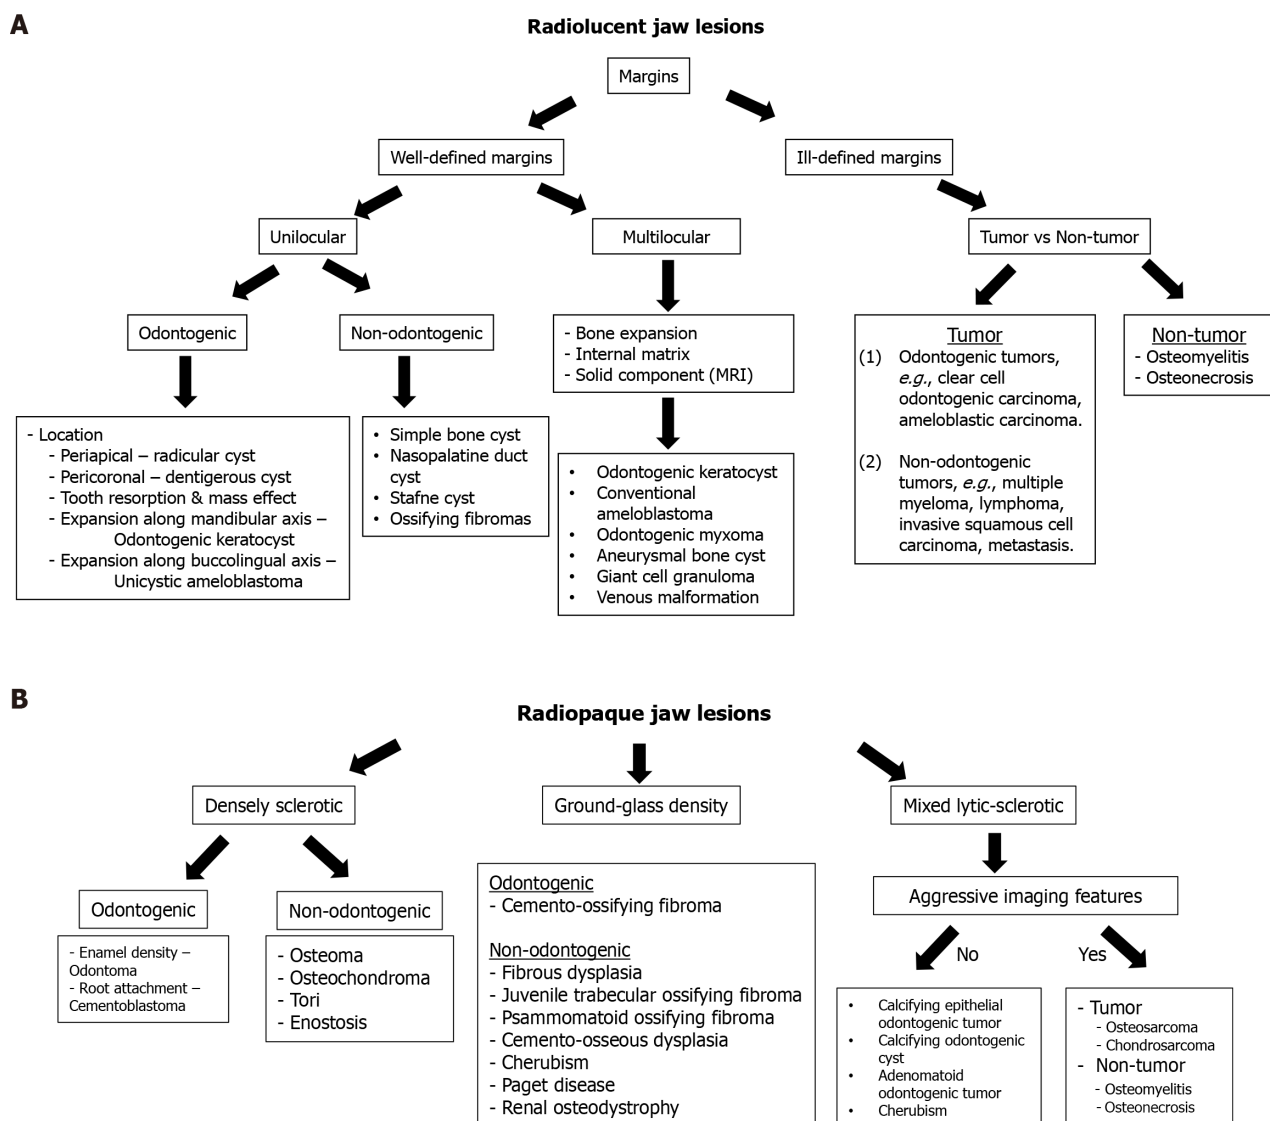 A
Radiolucent jaw lesions
Margins
Well-defined margins
Ill-defined margins
Unilocular
Multilocular
Tumor vs Non-tumor
Odontogenic
Non-odontogenic
- Bone expansion
- Internal matrix
- Solid component (MRI)
Tumor
(1) Odontogenic tumors,
e.g., clear cell
odontogenic carcinoma,
ameloblastic carcinoma.
(2) Non-odontogenic
tumors, e.g., multiple
myeloma, lymphoma,
invasive squamous cell
carcinoma, metastasis.
Non-tumor
- Osteomyelitis
- Osteonecrosis
- Location
- Periapical – radicular cyst
- Pericoronal – dentigerous cyst
- Tooth resorption & mass effect
- Expansion along mandibular axis –
Odontogenic keratocyst
- Expansion along buccolingual axis –
Unicystic ameloblastoma
• Simple bone cyst
• Nasopalatine duct
cyst
• Stafne cyst
• Ossifying fibromas
• Odontogenic keratocyst
• Conventional
ameloblastoma
• Odontogenic myxoma
• Aneurysmal bone cyst
• Giant cell granuloma
• Venous malformation
B
Radiopaque jaw lesions
Densely sclerotic
Ground-glass density
Mixed lytic-sclerotic
Odontogenic
Non-odontogenic
- Enamel density –
Odontoma
- Root attachment –
Cementoblastoma
- Osteoma
- Osteochondroma
- Tori
- Enostosis
Odontogenic
- Cemento-ossifying fibroma
Non-odontogenic
- Fibrous dysplasia
- Juvenile trabecular ossifying fibroma
- Psammomatoid ossifying fibroma
- Cemento-osseous dysplasia
- Cherubism
- Paget disease
- Renal osteodystrophy
Aggressive imaging features
No
Yes
• Calcifying epithelial
odontogenic tumor
• Calcifying odontogenic
cyst
• Adenomatoid
odontogenic tumor
• Cherubism
- Tumor
- Osteosarcoma
- Chondrosarcoma
- Non-tumor
- Osteomyelitis
- Osteonecrosis